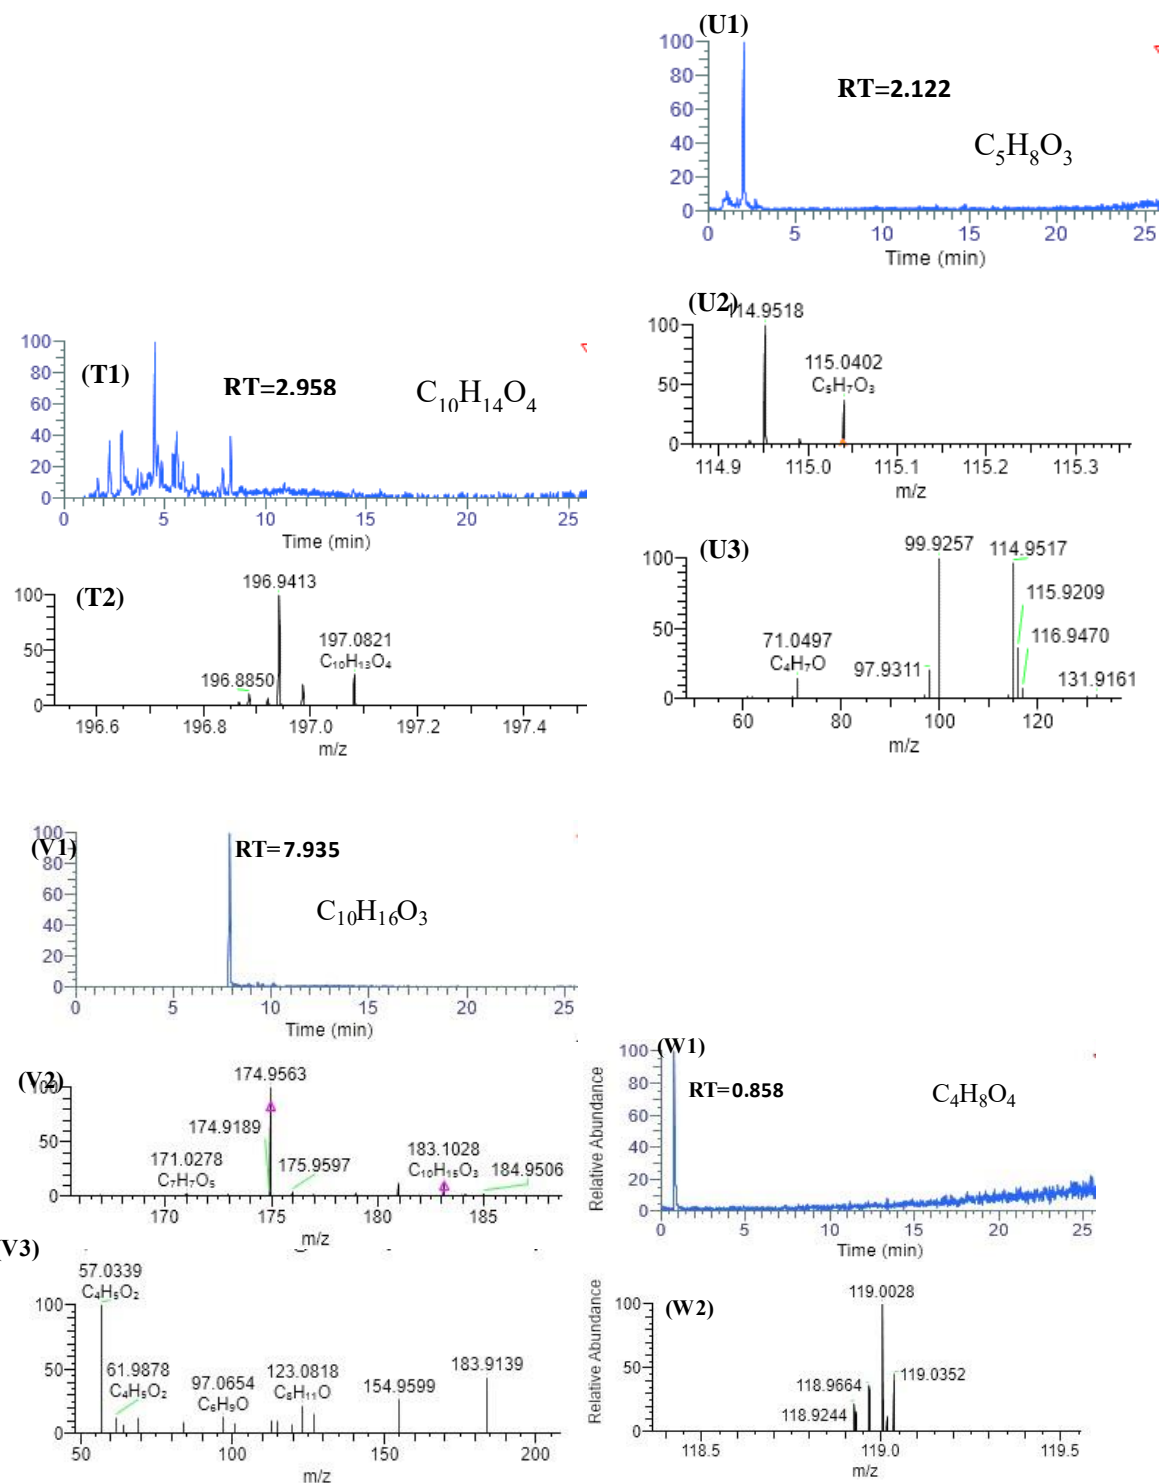 (U1)
RT=2.122
C5H8O3
100
80
60
40
20
0
0 5 10 15 20 25
Time (min)
(U2)
114.9518
115.0402
C5H7O3
100
50
0
114.9 115.0 115.1 115.2 115.3
m/z
(T1)
RT=2.958
C10H14O4
100
80
60
40
20
0
0 5 10 15 20 25
Time (min)
(T2)
196.9413
197.0821
C10H13O4
196.8850
100
50
0
196.6 196.8 197.0 197.2 197.4
m/z
(U3)
99.9257
114.9517
115.9209
116.9470
71.0497
C4H7O
97.9311
131.9161
100
50
0
60 80 100 120
m/z
(V1)
RT=7.935
C10H16O3
100
80
60
40
20
0
0 5 10 15 20 25
Time (min)
(V2)
174.9563
174.9189
171.0278
C7H7O5
175.9597
183.1028
C10H15O3
184.9506
100
50
0
170 175 180 185
m/z
(W1)
RT=0.858
C4H8O4
Relative Abundance
100
80
60
40
20
0
0 5 10 15 20 25
Time (min)
V3)
57.0339
C4H5O2
61.9878
C4H5O2
97.0654
C6H9O
123.0818
C8H11O
154.9599
183.9139
100
50
0
50 100 150 200
m/z
(W2)
119.0028
118.9664
119.0352
118.9244
Relative Abundance
100
50
0
118.5 119.0 119.5
m/z